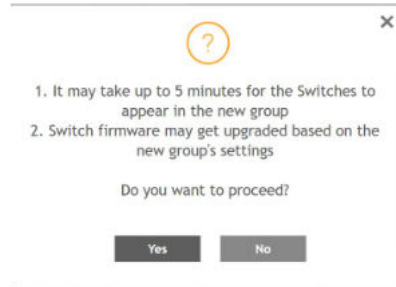 ?
1. It may take up to 5 minutes for the Switches to
appear in the new group
2. Switch firmware may get upgraded based on the
new group's settings
Do you want to proceed?
Yes
No